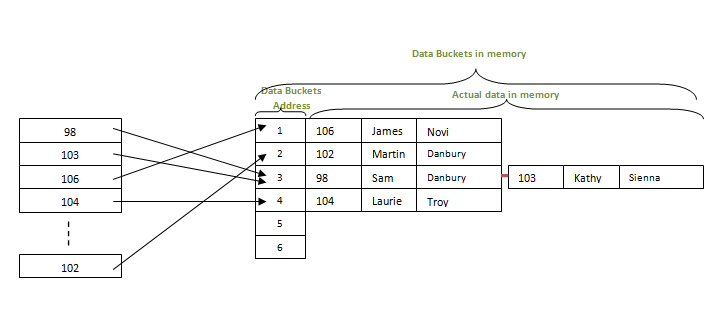 Data Buckets in memory
Data Buckets
Address
Actual data in memory
98
103
106
104
102
1 106 James Novi
2 102 Martin Danbury
3 98 Sam Danbury
103 Kathy Sienna
4 104 Laurie Troy
5
6